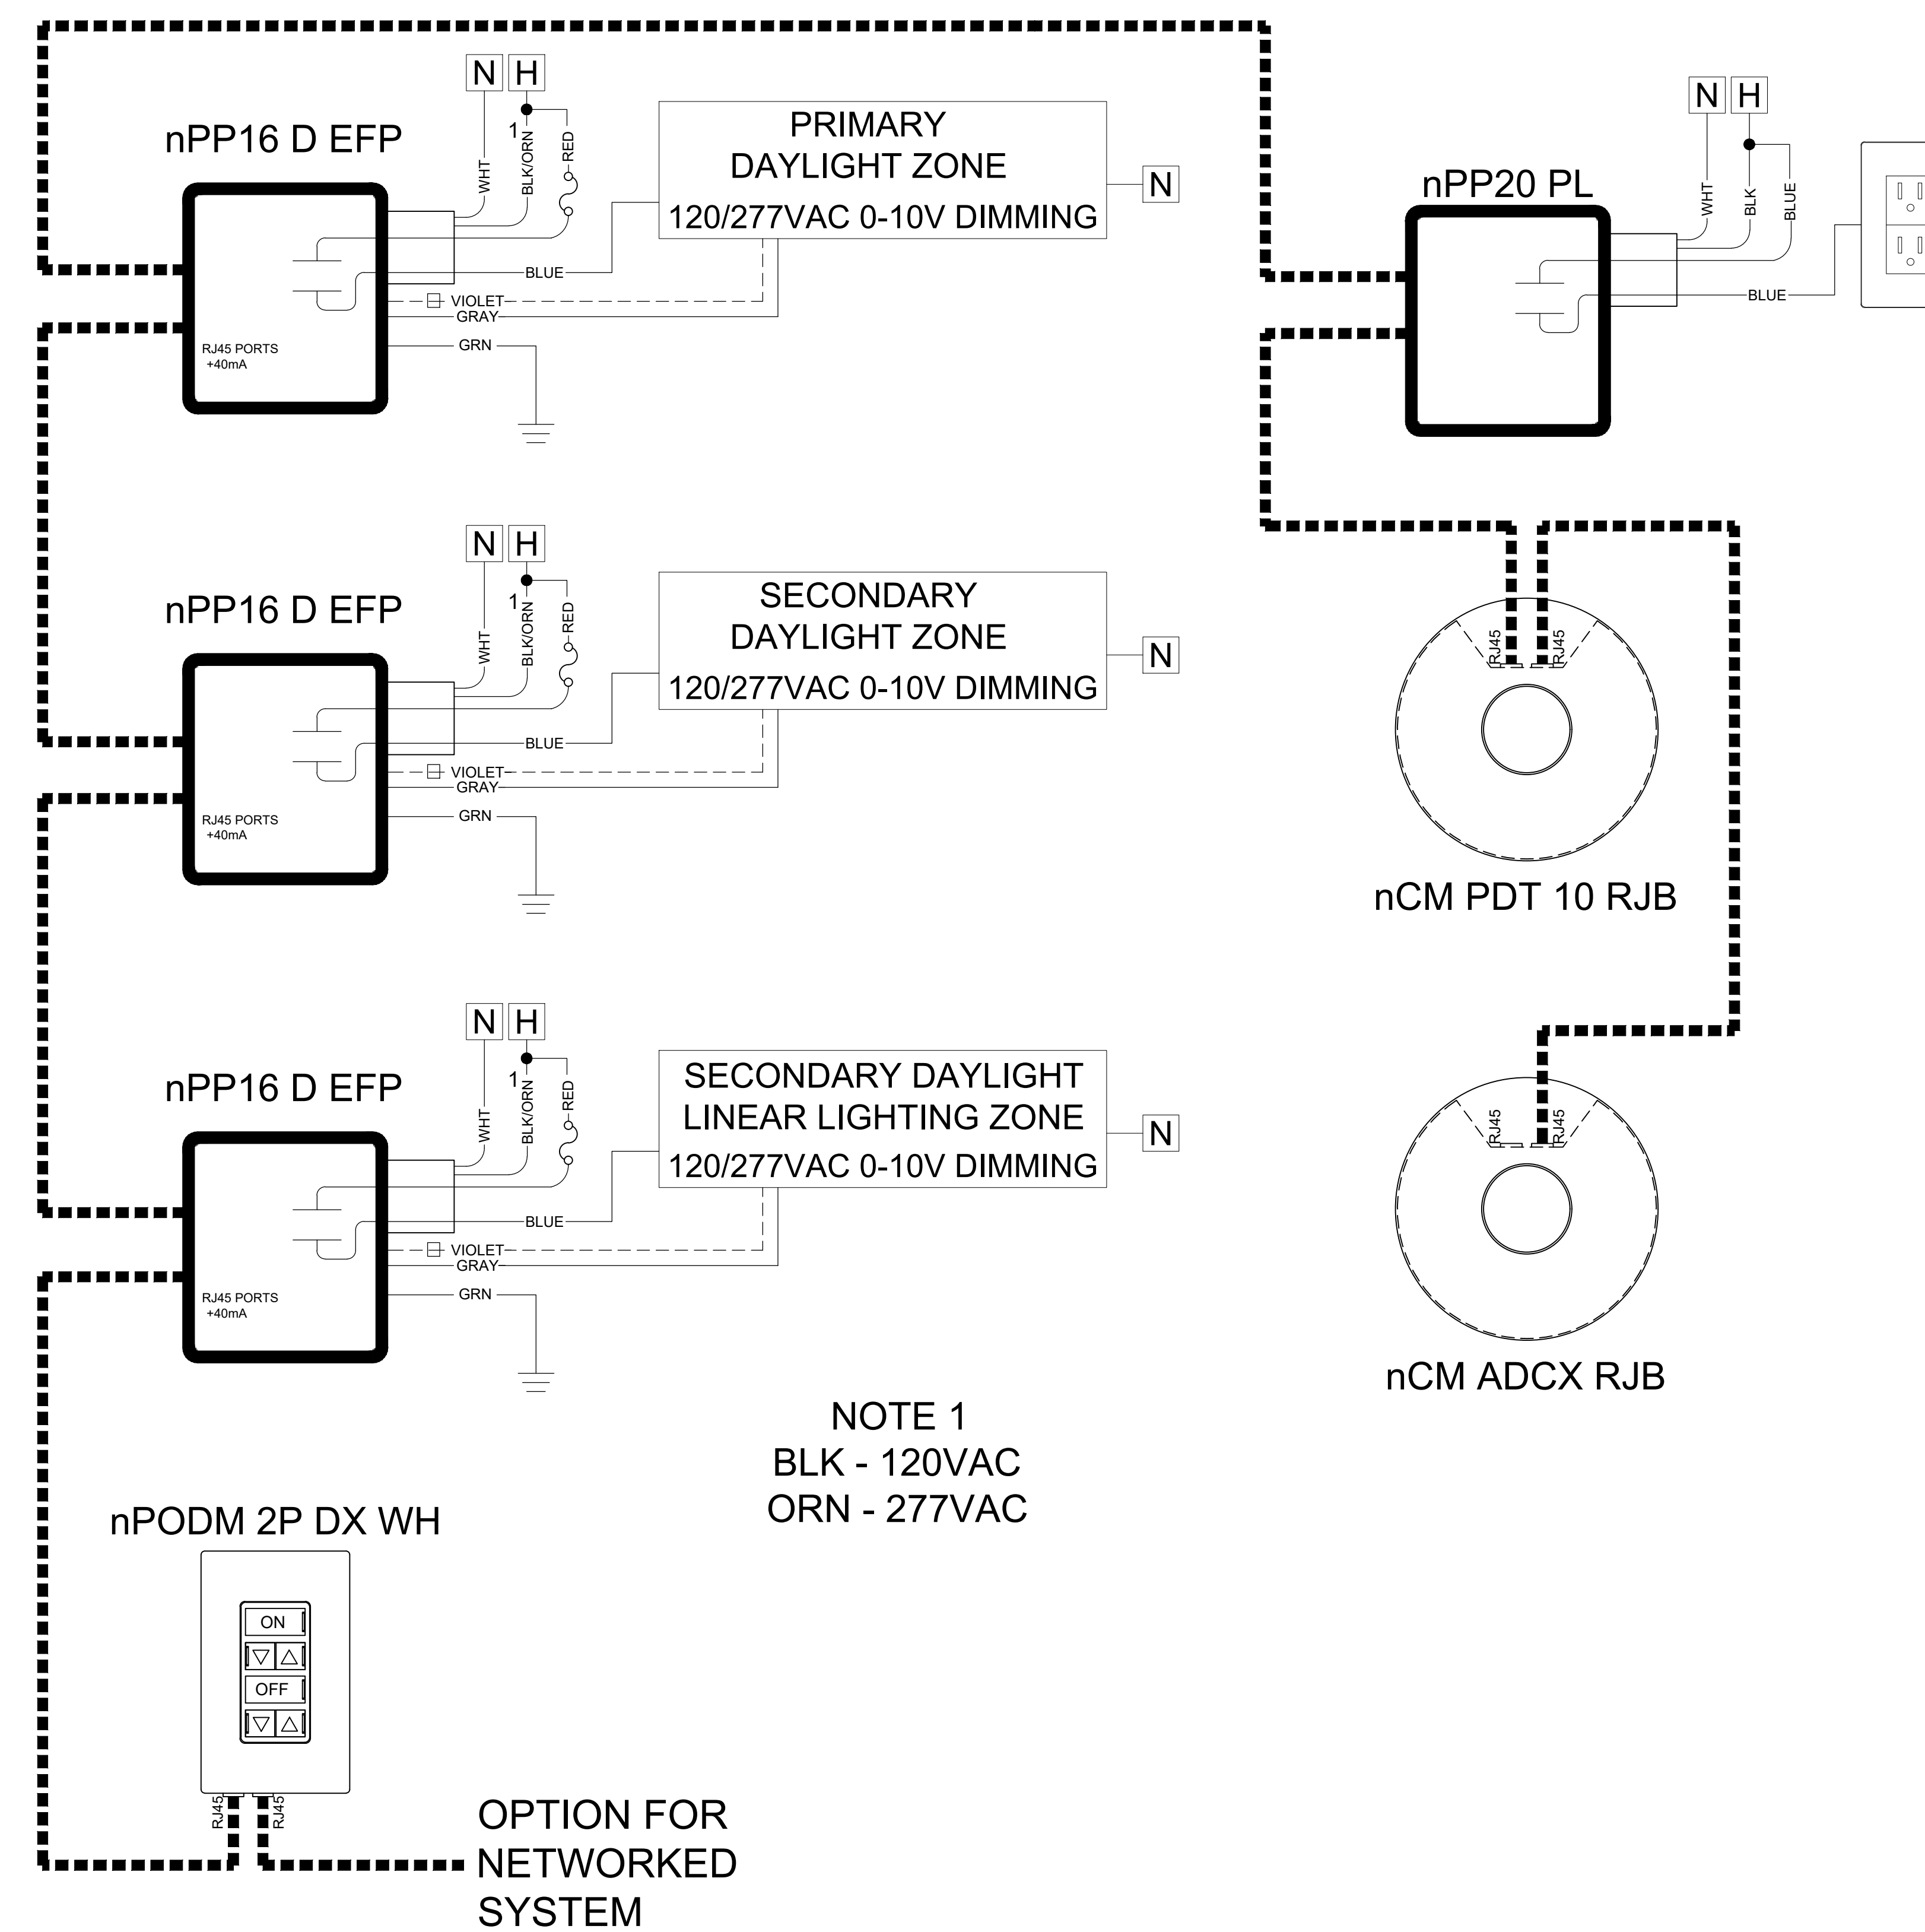 nPP16 D EFP
N H
1
WHT
BLK/ORN
RED
PRIMARY
DAYLIGHT ZONE
120/277VAC 0-10V DIMMING
N
BLUE
VIOLET
GRAY
GRN
RJ45 PORTS
+40mA
nPP20 PL
N H
WHT
BLK
BLUE
BLUE
nPP16 D EFP
N H
1
WHT
BLK/ORN
RED
SECONDARY
DAYLIGHT ZONE
120/277VAC 0-10V DIMMING
N
BLUE
VIOLET
GRAY
GRN
RJ45 PORTS
+40mA
RJ45
RJ45
nCM PDT 10 RJB
nPP16 D EFP
N H
1
WHT
BLK/ORN
RED
SECONDARY DAYLIGHT
LINEAR LIGHTING ZONE
120/277VAC 0-10V DIMMING
N
BLUE
VIOLET
GRAY
GRN
RJ45 PORTS
+40mA
RJ45
RJ45
nCM ADCX RJB
NOTE 1
BLK - 120VAC
ORN - 277VAC
nPODM 2P DX WH
ON
OFF
RJ45
RJ45
OPTION FOR
NETWORKED
SYSTEM